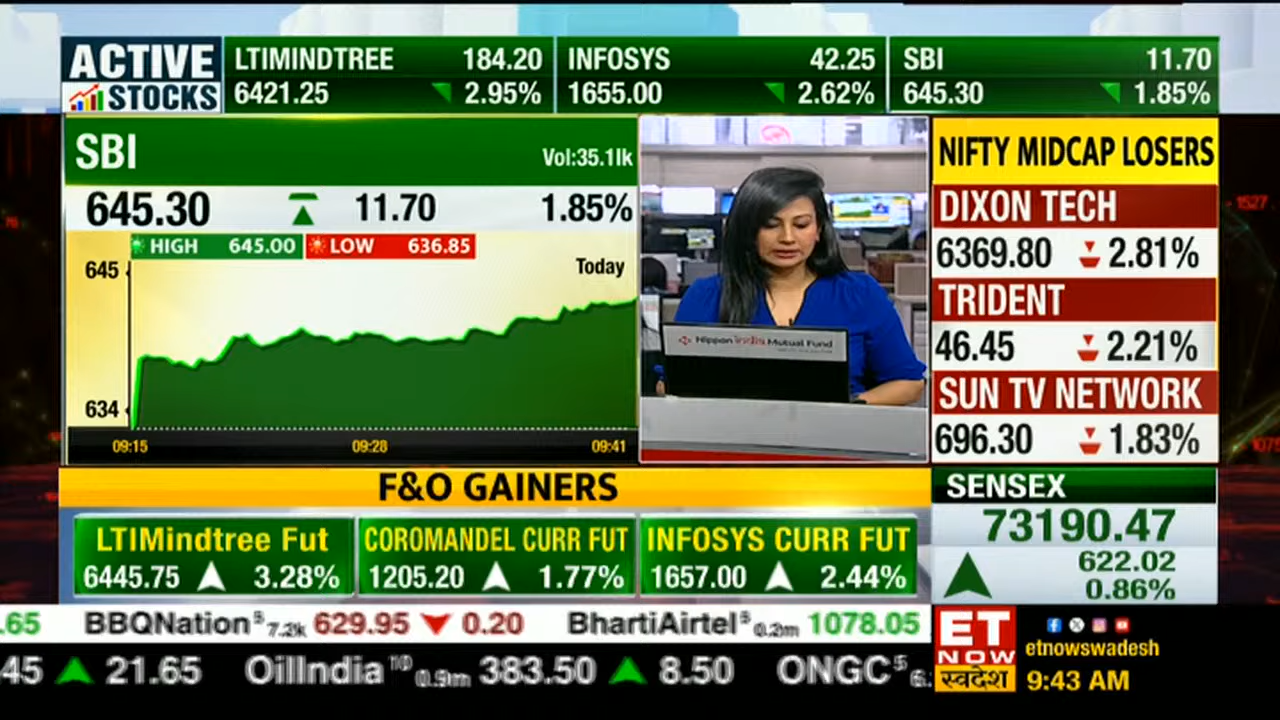 ACTIVE STOCKS
LTIMINDTREE 184.20
6421.25 2.95%
INFOSYS 42.25
1655.00 2.62%
SBI 11.70
645.30 1.85%
SBI
Vol:35.1lk
645.30 11.70 1.85%
HIGH 645.00 LOW 636.85
645
Today
634
09:15 09:28 09:41
Nippon india Mutual Fund
NIFTY MIDCAP LOSERS
DIXON TECH
6369.80 2.81%
TRIDENT
46.45 2.21%
SUN TV NETWORK
696.30 1.83%
F&O GAINERS
LTIMindtree Fut
6445.75 3.28%
COROMANDEL CURR FUT
1205.20 1.77%
INFOSYS CURR FUT
1657.00 2.44%
SENSEX
73190.47
622.02
0.86%
.65 BBQNation S 7.2k 629.95 0.20 BhartiAirtel S 0.2m 1078.05
45 21.65 OilIndia 10 0.9m 383.50 8.50 ONGC 5 6.
ET
NOW
स्वदेश
etnowswadesh
9:43 AM